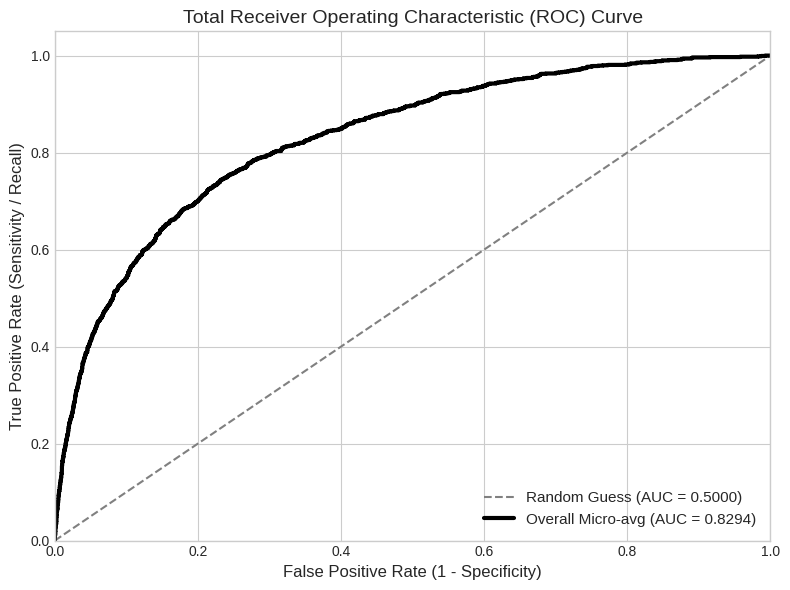 Total Receiver Operating Characteristic (ROC) Curve
1.0
0.8
0.6
0.4
0.2
0.0
True Positive Rate (Sensitivity / Recall)
Random Guess (AUC = 0.5000)
Overall Micro-avg (AUC = 0.8294)
0.0 0.2 0.4 0.6 0.8 1.0
False Positive Rate (1 - Specificity)